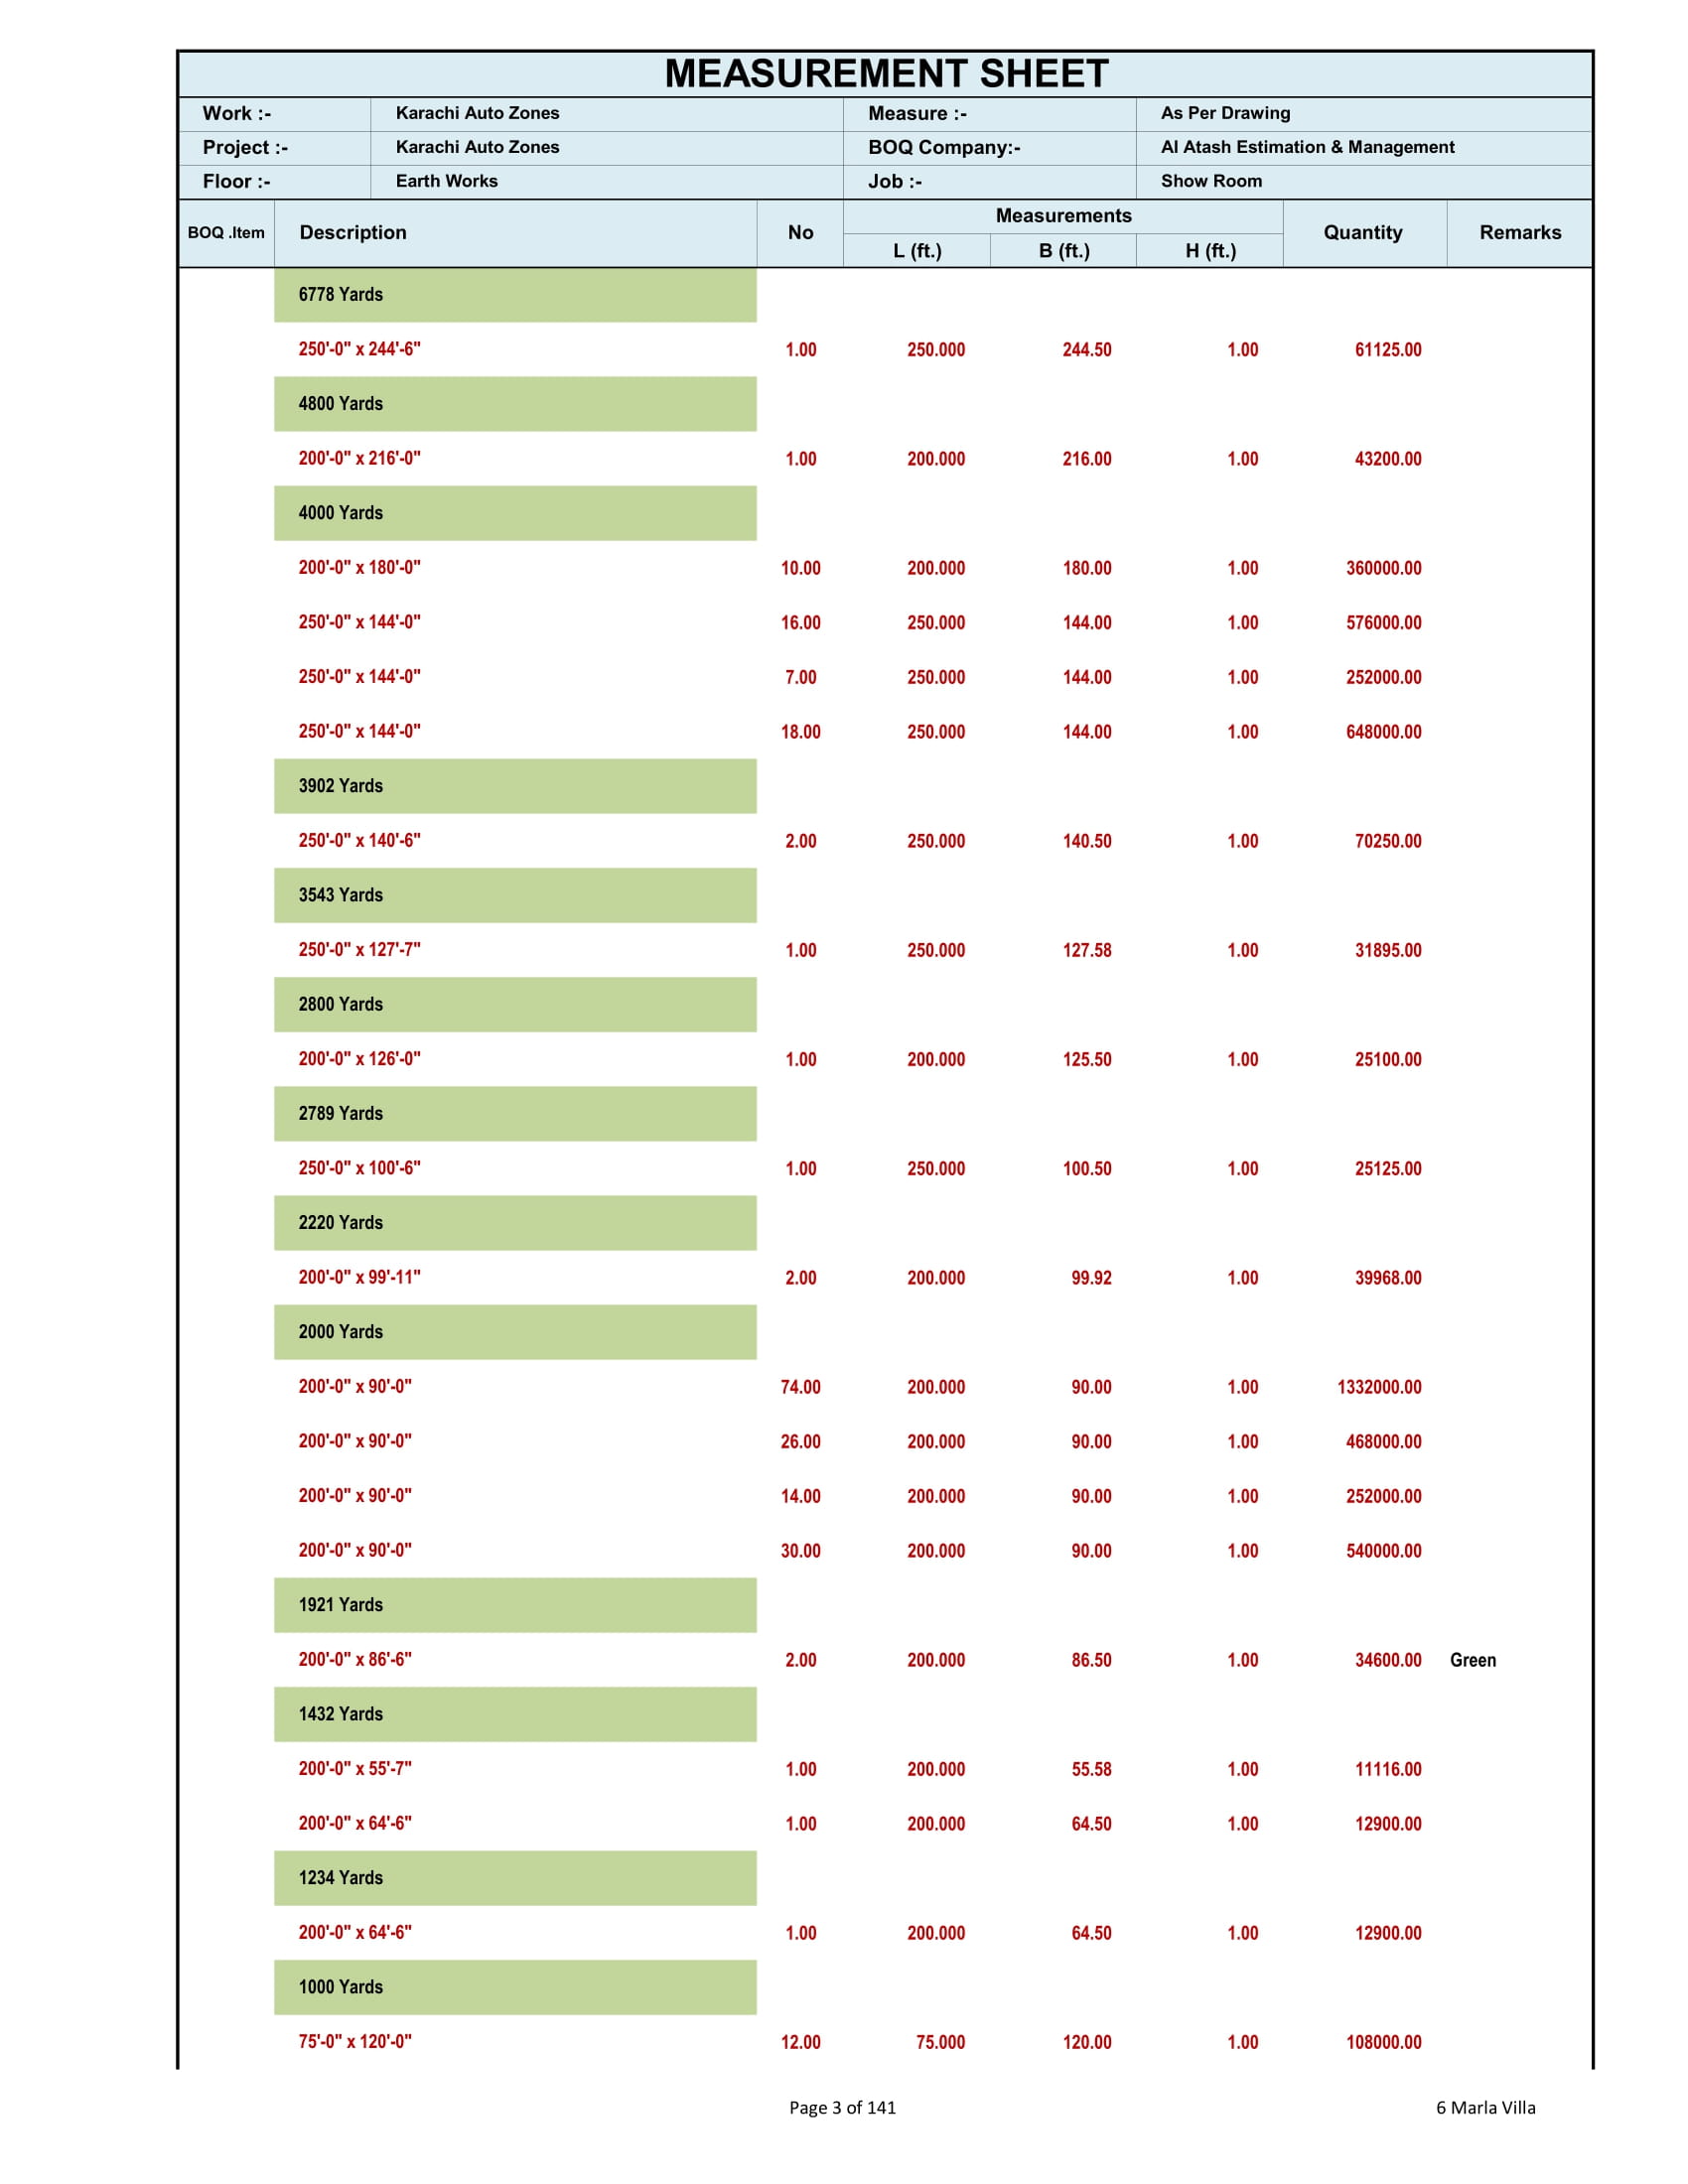 MEASUREMENT SHEET
Work :- Karachi Auto Zones Measure :- As Per Drawing
Project :- Karachi Auto Zones BOQ Company:- Al Atash Estimation & Management
Floor :- Earth Works Job :- Show Room
BOQ .Item Description No Measurements Quantity Remarks
L (ft.) B (ft.) H (ft.)
6778 Yards
250'-0" x 244'-6" 1.00 250.000 244.50 1.00 61125.00
4800 Yards
200'-0" x 216'-0" 1.00 200.000 216.00 1.00 43200.00
4000 Yards
200'-0" x 180'-0" 10.00 200.000 180.00 1.00 360000.00
250'-0" x 144'-0" 16.00 250.000 144.00 1.00 576000.00
250'-0" x 144'-0" 7.00 250.000 144.00 1.00 252000.00
250'-0" x 144'-0" 18.00 250.000 144.00 1.00 648000.00
3902 Yards
250'-0" x 140'-6" 2.00 250.000 140.50 1.00 70250.00
3543 Yards
250'-0" x 127'-7" 1.00 250.000 127.58 1.00 31895.00
2800 Yards
200'-0" x 126'-0" 1.00 200.000 125.50 1.00 25100.00
2789 Yards
250'-0" x 100'-6" 1.00 250.000 100.50 1.00 25125.00
2220 Yards
200'-0" x 99'-11" 2.00 200.000 99.92 1.00 39968.00
2000 Yards
200'-0" x 90'-0" 74.00 200.000 90.00 1.00 1332000.00
200'-0" x 90'-0" 26.00 200.000 90.00 1.00 468000.00
200'-0" x 90'-0" 14.00 200.000 90.00 1.00 252000.00
200'-0" x 90'-0" 30.00 200.000 90.00 1.00 540000.00
1921 Yards
200'-0" x 86'-6" 2.00 200.000 86.50 1.00 34600.00 Green
1432 Yards
200'-0" x 55'-7" 1.00 200.000 55.58 1.00 11116.00
200'-0" x 64'-6" 1.00 200.000 64.50 1.00 12900.00
1234 Yards
200'-0" x 64'-6" 1.00 200.000 64.50 1.00 12900.00
1000 Yards
75'-0" x 120'-0" 12.00 75.000 120.00 1.00 108000.00
Page 3 of 141 6 Marla Villa